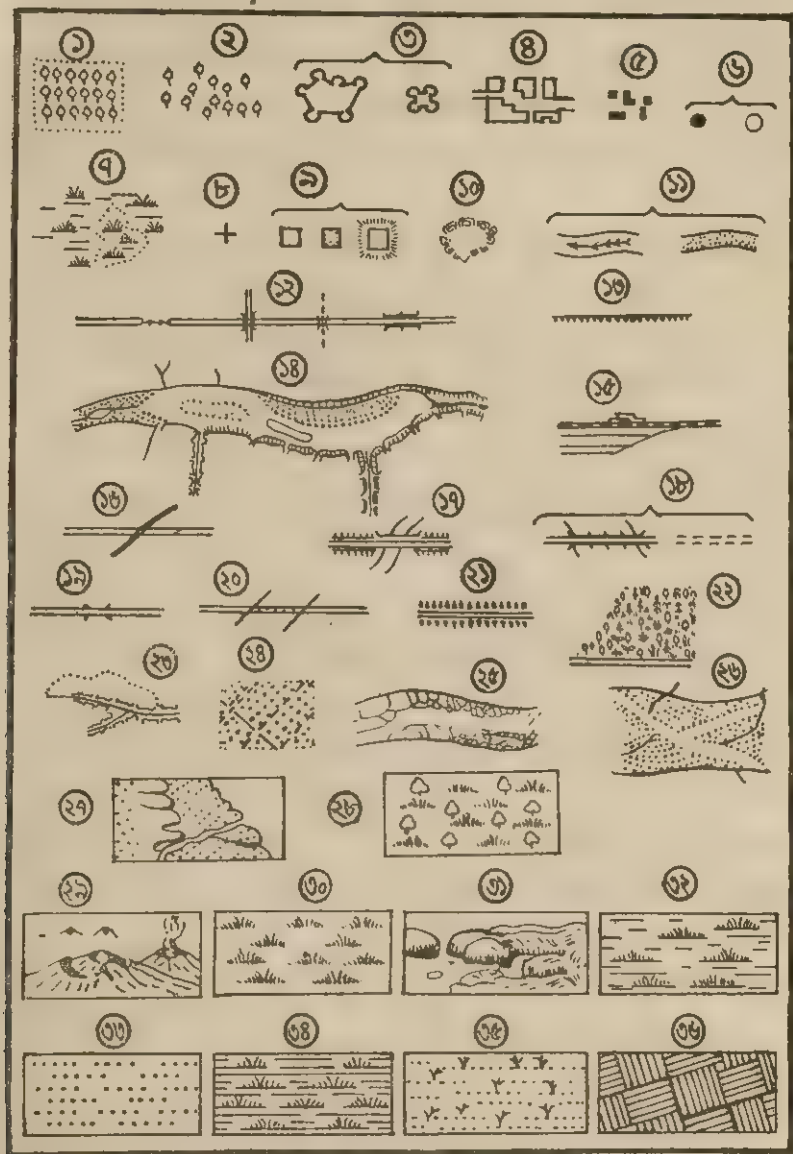 ১ ২ ৩ ৪ ৫ ৬
৭ ৮ ৯ ১০ ১১
১২ ১৩
১৪ ১৫
১৬ ১৭ ১৮
১৯ ২০ ২১ ২২
২৩ ২৪ ২৫ ২৬
২৭ ২৮
২৯ ৩০ ৩১ ৩২
৩৩ ৩৪ ৩৫ ৩৬